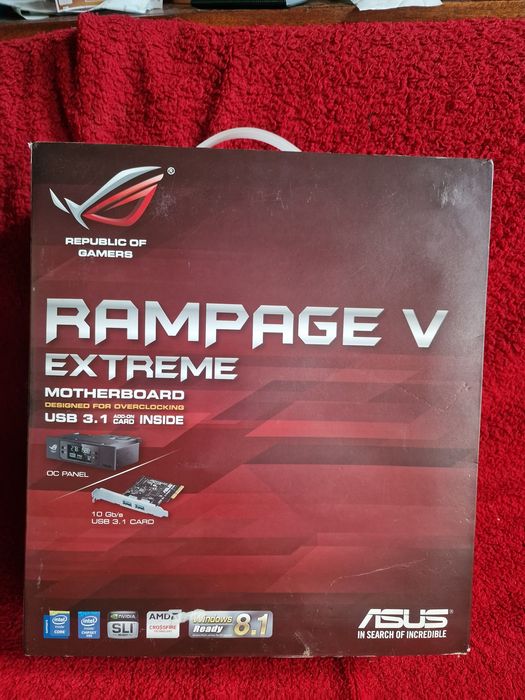 REPUBLIC OF
GAMERS
RAMPAGE V
EXTREME
MOTHERBOARD
DESIGNED FOR OVERCLOCKING
USB 3.1 ADD-ON CARD INSIDE
OC PANEL
10 Gb/s
USB 3.1 CARD
NVIDIA
SLI
AMD
CROSSFIRE
Windows
Ready 8.1
ASUS
IN SEARCH OF INCREDIBLE